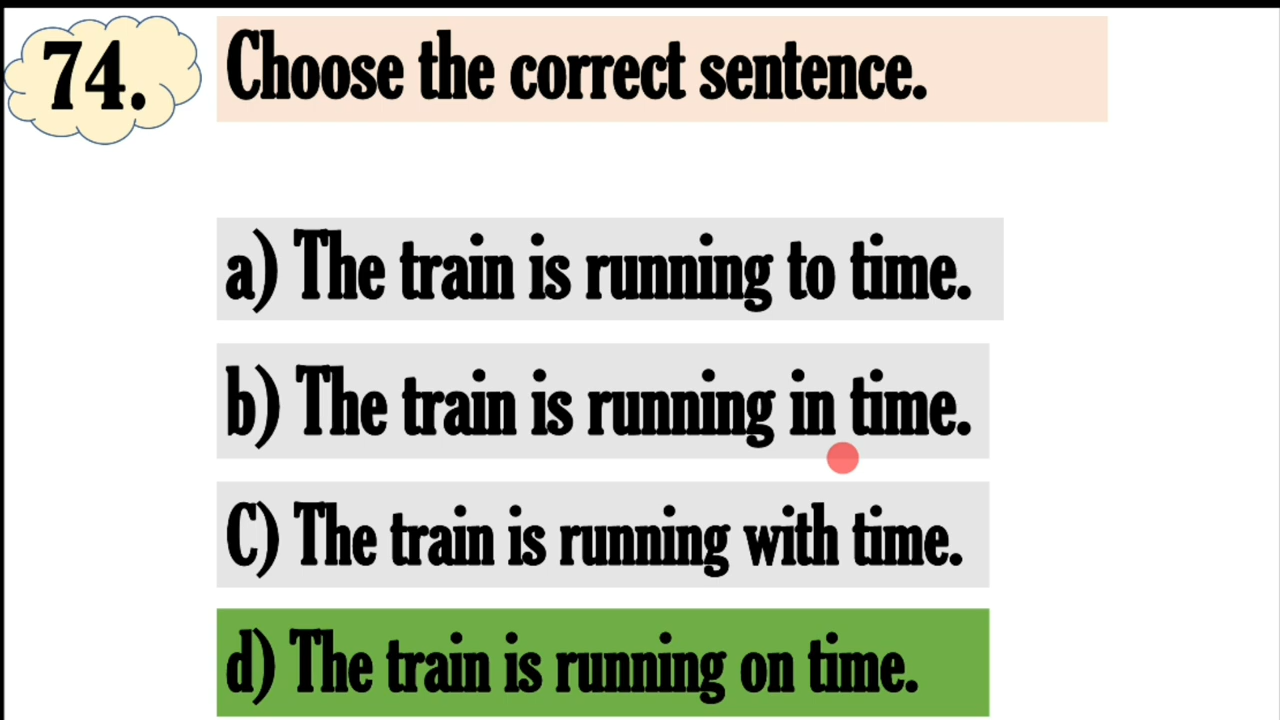 74.
Choose the correct sentence.
a) The train is running to time.
b) The train is running in time.
C) The train is running with time.
d) The train is running on time.